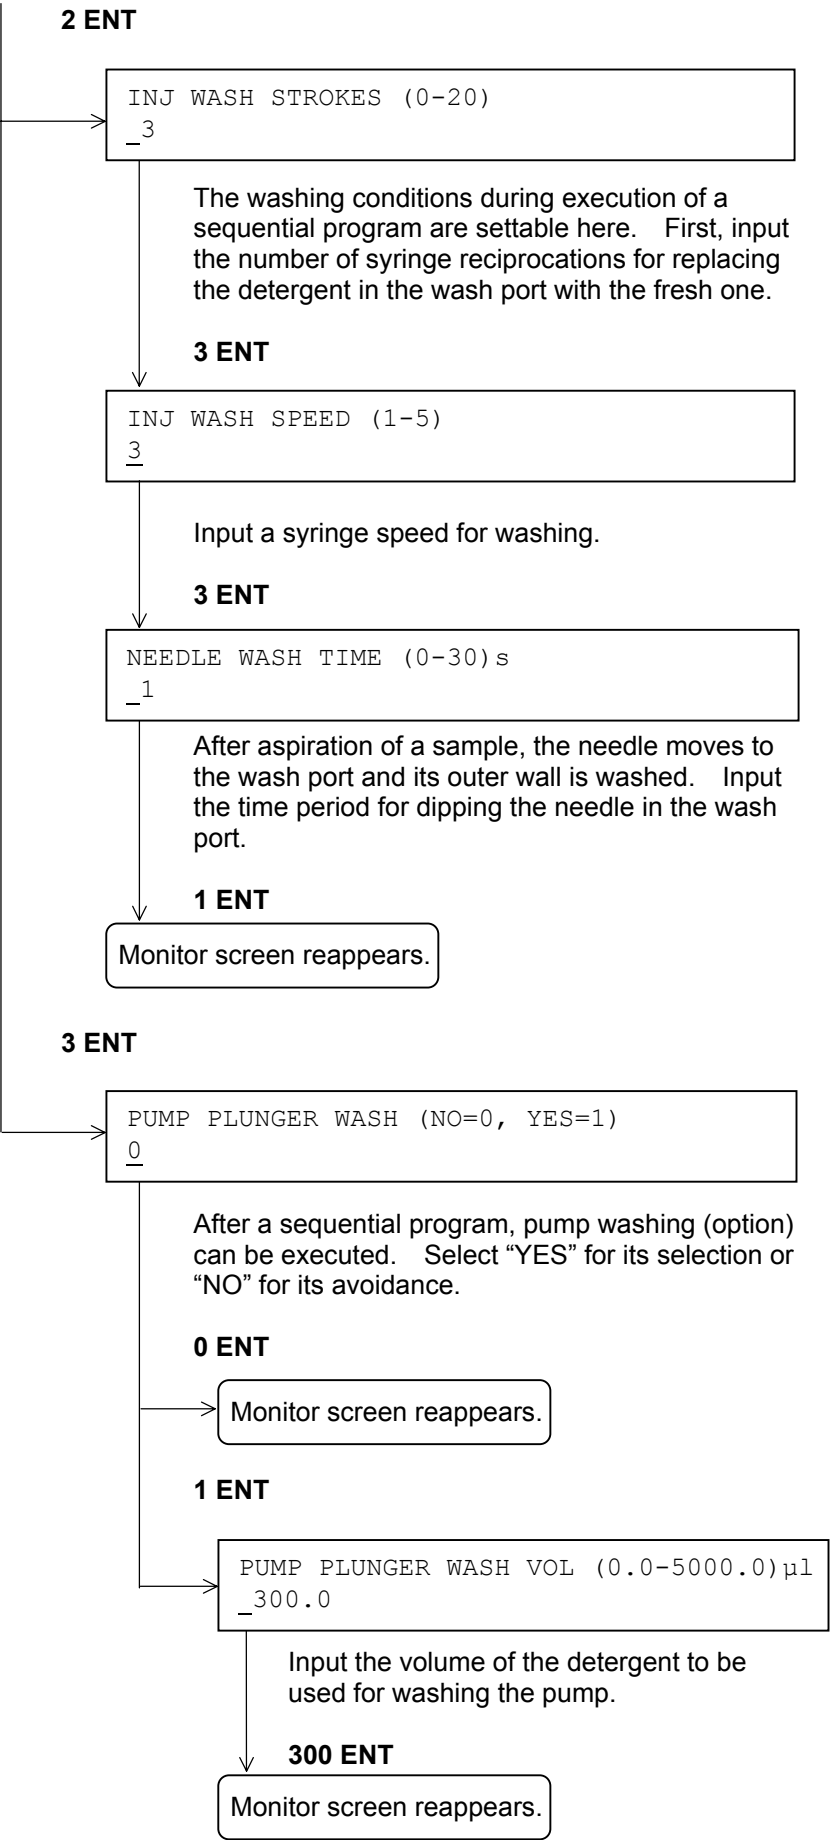 2 ENT
INJ WASH STROKES (0-20)
_3
The washing conditions during execution of a
sequential program are settable here. First, input
the number of syringe reciprocations for replacing
the detergent in the wash port with the fresh one.
3 ENT
INJ WASH SPEED (1-5)
3
Input a syringe speed for washing.
3 ENT
NEEDLE WASH TIME (0-30)s
_1
After aspiration of a sample, the needle moves to
the wash port and its outer wall is washed. Input
the time period for dipping the needle in the wash
port.
1 ENT
Monitor screen reappears.
3 ENT
PUMP PLUNGER WASH (NO=0, YES=1)
0
After a sequential program, pump washing (option)
can be executed. Select “YES” for its selection or
“NO” for its avoidance.
0 ENT
Monitor screen reappears.
1 ENT
PUMP PLUNGER WASH VOL (0.0-5000.0)µl
_300.0
Input the volume of the detergent to be
used for washing the pump.
300 ENT
Monitor screen reappears.